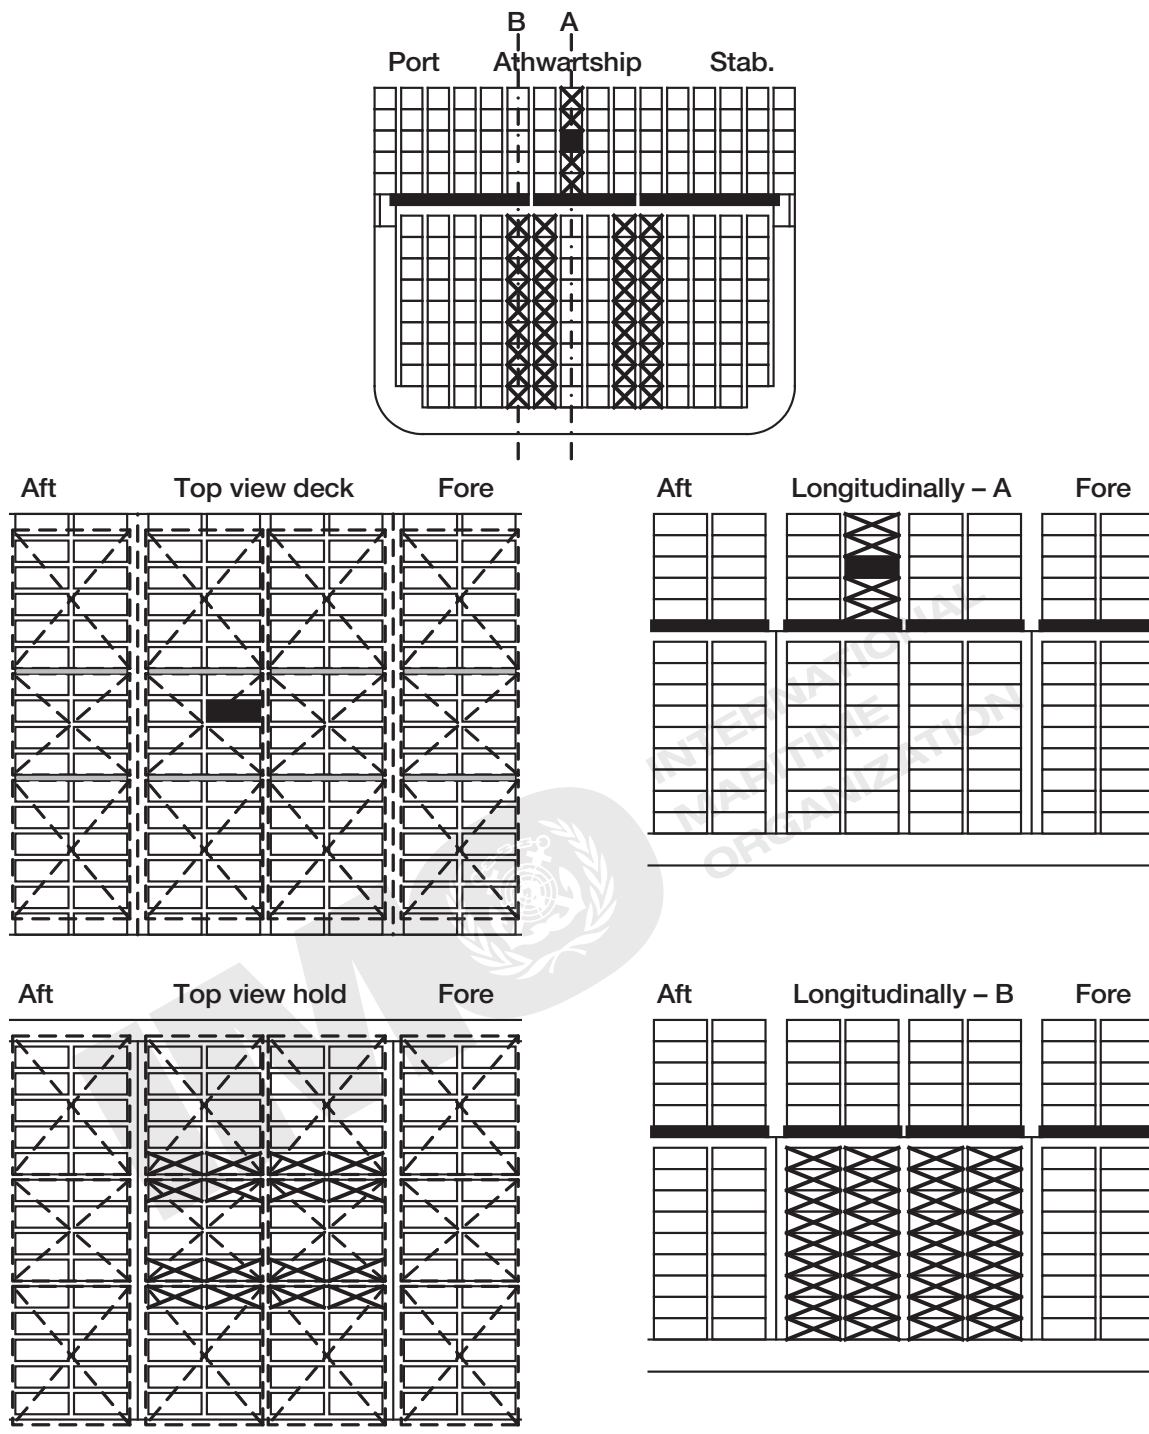 B A
Port Athwartship Stab.
Aft Top view deck Fore
Aft Longitudinally – A Fore
INTERNATIONAL
MARITIME
ORGANIZATION
IMO
Aft Top view hold Fore
Aft Longitudinally – B Fore